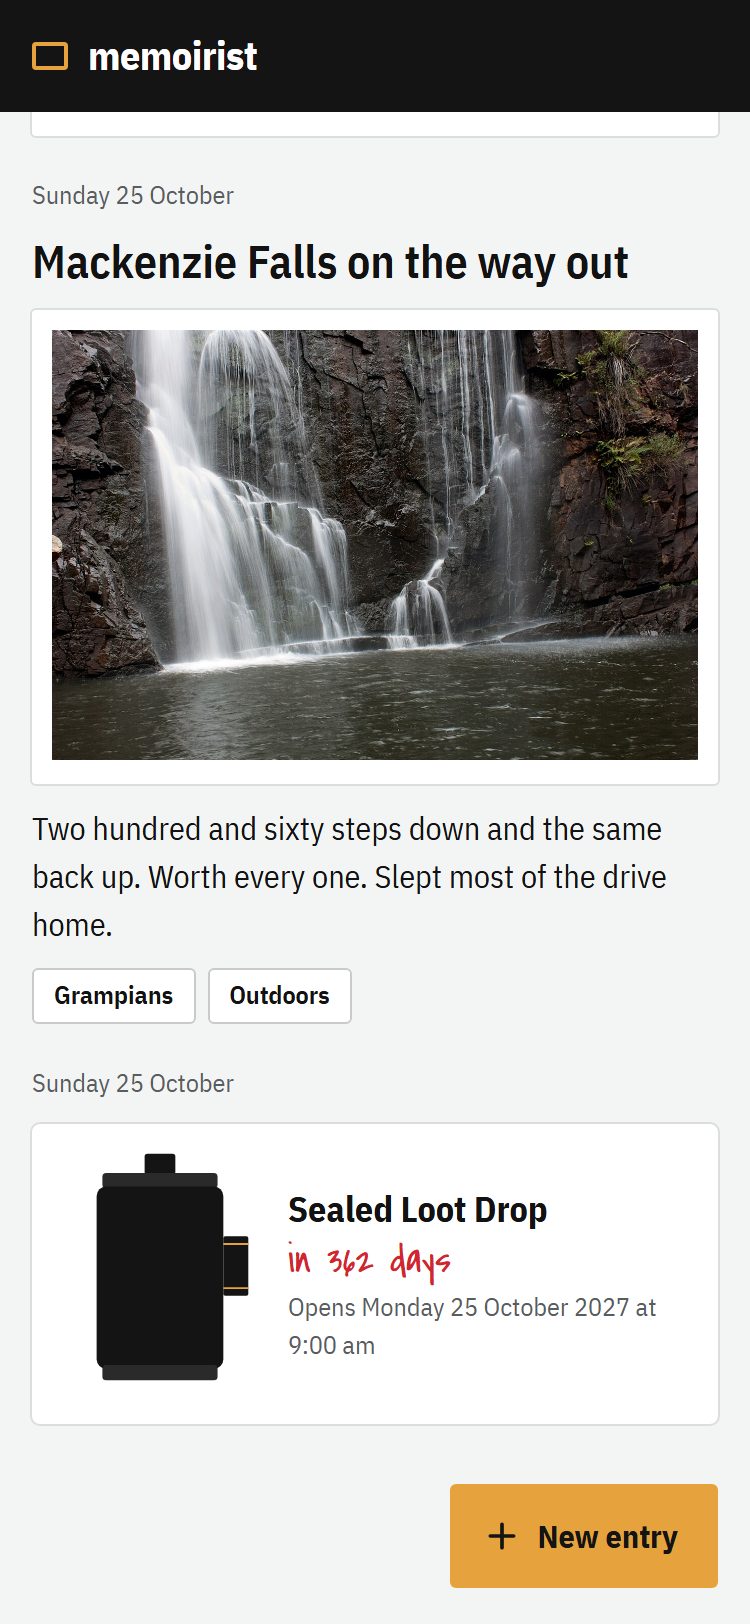 memoirist
Sunday 25 October
Mackenzie Falls on the way out
Two hundred and sixty steps down and the same
back up. Worth every one. Slept most of the drive
home.
Grampians
Outdoors
Sunday 25 October
Sealed Loot Drop
in 362 days
Opens Monday 25 October 2027 at
9:00 am
New entry